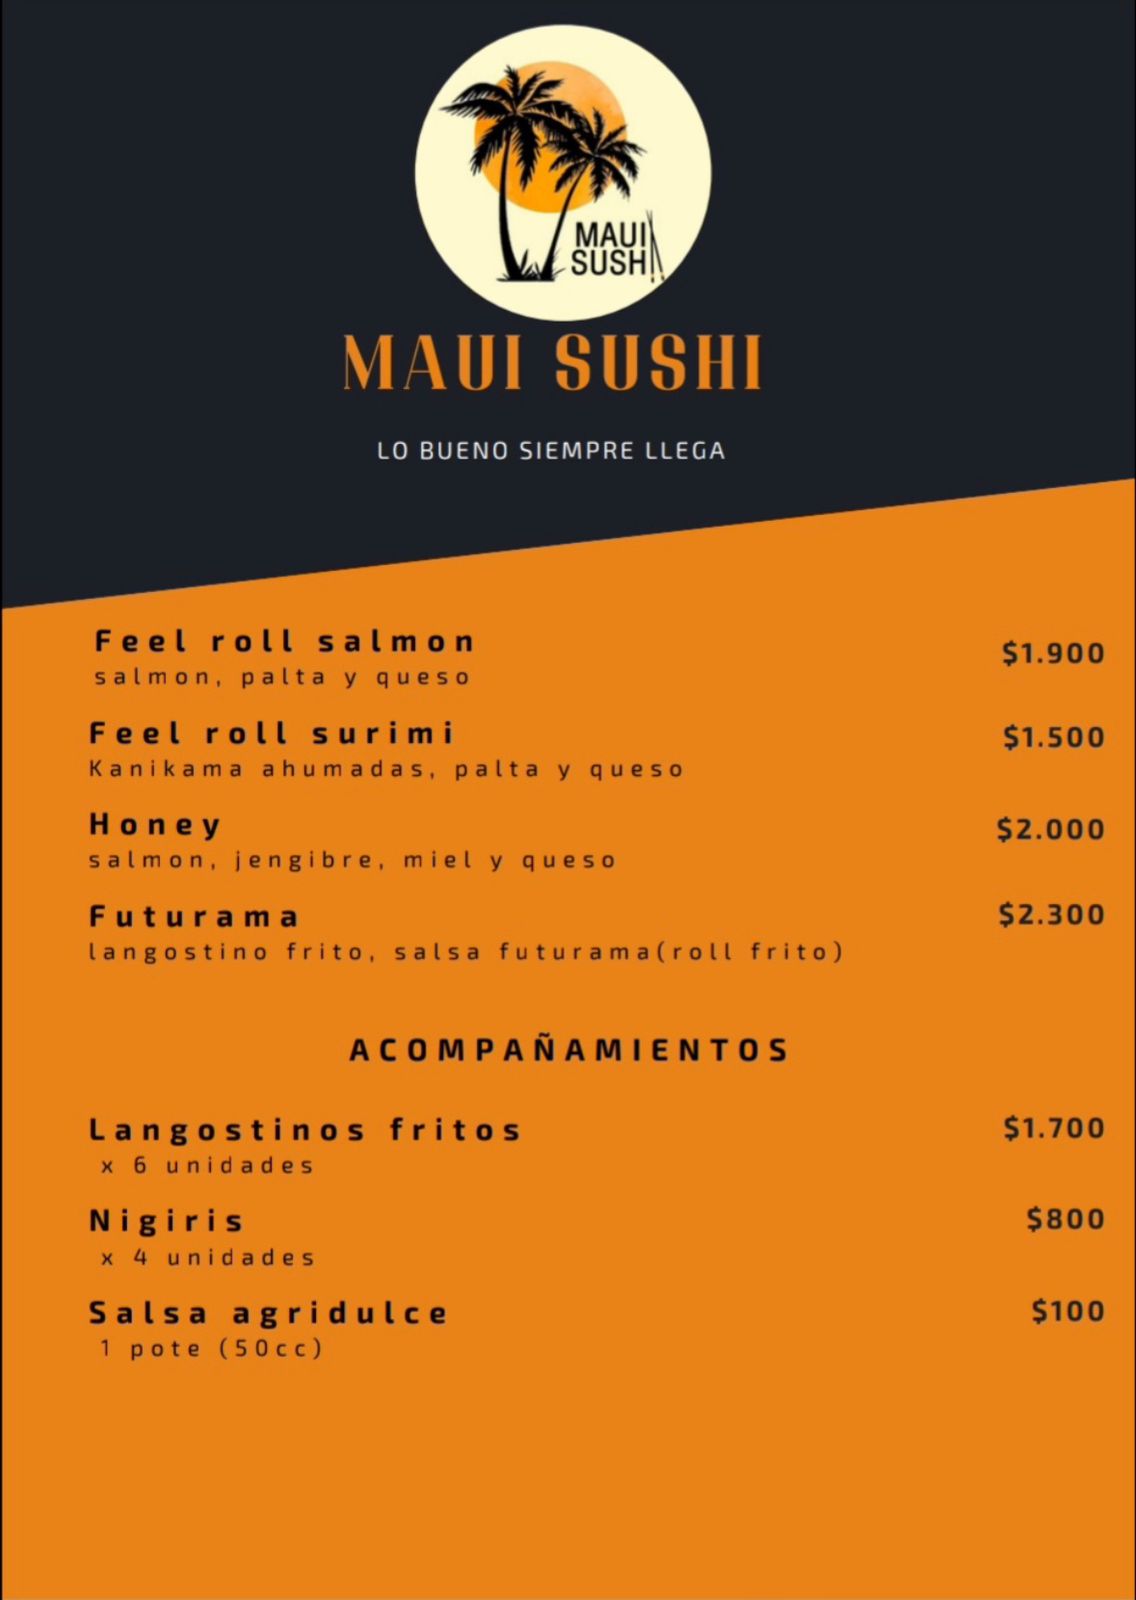 MAUI
SUSHI
MAUI SUSHI
LO BUENO SIEMPRE LLEGA
Feel roll salmon
$1.900
salmon, palta y queso
Feel roll surimi
$1.500
Kanikama ahumadas, palta y queso
Honey
$2.000
salmon, jengibre, miel y queso
Futurama
$2.300
langostino frito, salsa futurama(roll frito)
ACOMPAÑAMIENTOS
Langostinos fritos
$1.700
x 6 unidades
Nigiris
$800
x 4 unidades
Salsa agridulce
$100
1 pote (50cc)